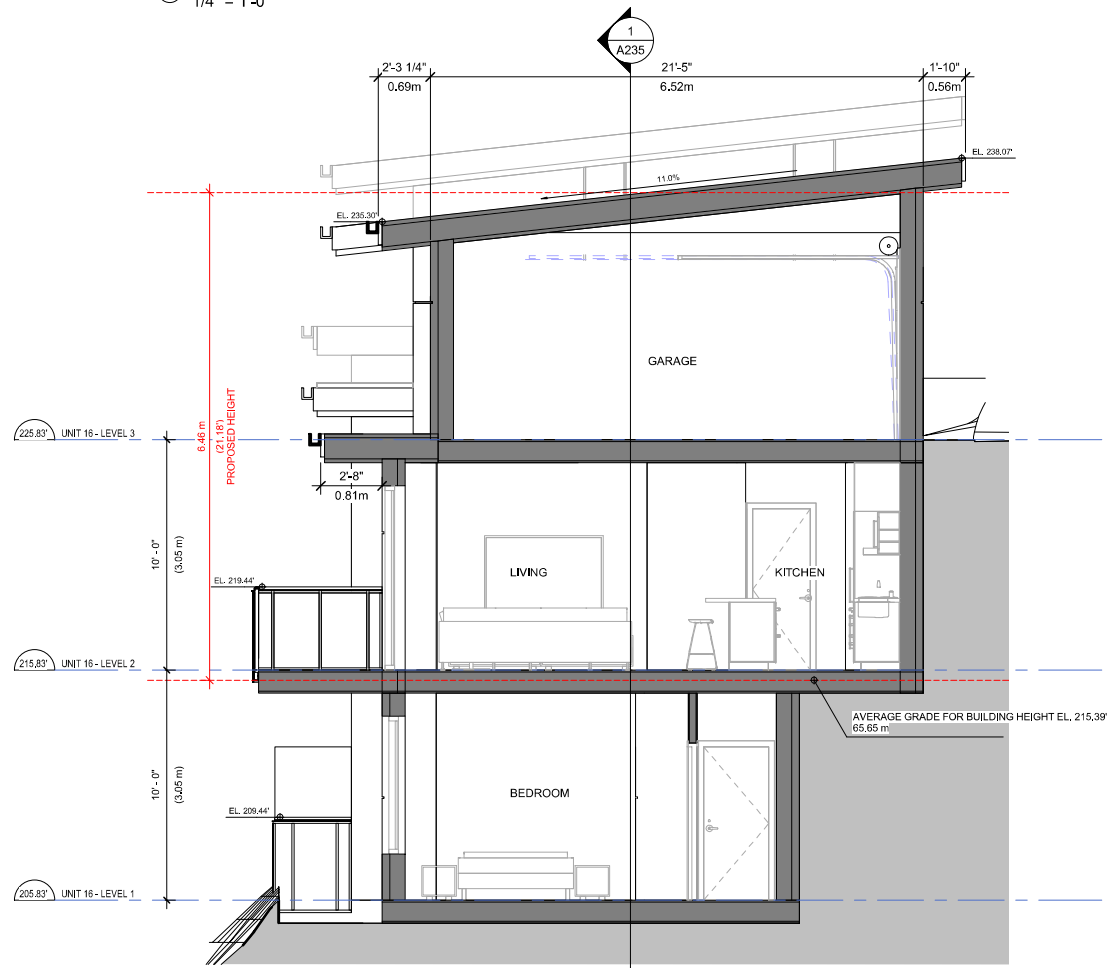 1/4" = 1'-0"
1
A235
2'-3 1/4"
0.69m
21'-5"
6.52m
1'-10"
0.56m
EL. 238.07'
11.0%
EL. 235.30'
GARAGE
6.46 m
(21.18')
PROPOSED HEIGHT
225.83'
UNIT 16 - LEVEL 3
2'-8"
0.81m
10' - 0"
(3.05 m)
LIVING
KITCHEN
EL. 219.44'
215.83'
UNIT 16 - LEVEL 2
AVERAGE GRADE FOR BUILDING HEIGHT EL. 215.39'
65.65 m
10' - 0"
(3.05 m)
BEDROOM
EL. 209.44'
205.83'
UNIT 16 - LEVEL 1